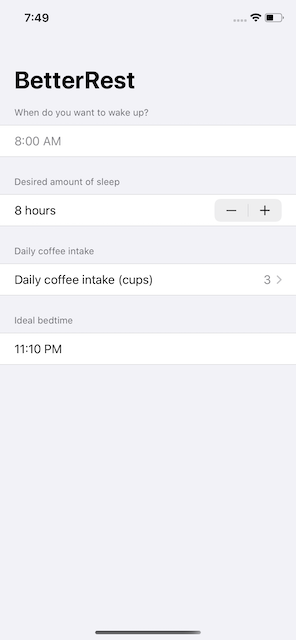 7:49
BetterRest
When do you want to wake up?
8:00 AM
Desired amount of sleep
8 hours
Daily coffee intake
Daily coffee intake (cups) 3
Ideal bedtime
11:10 PM